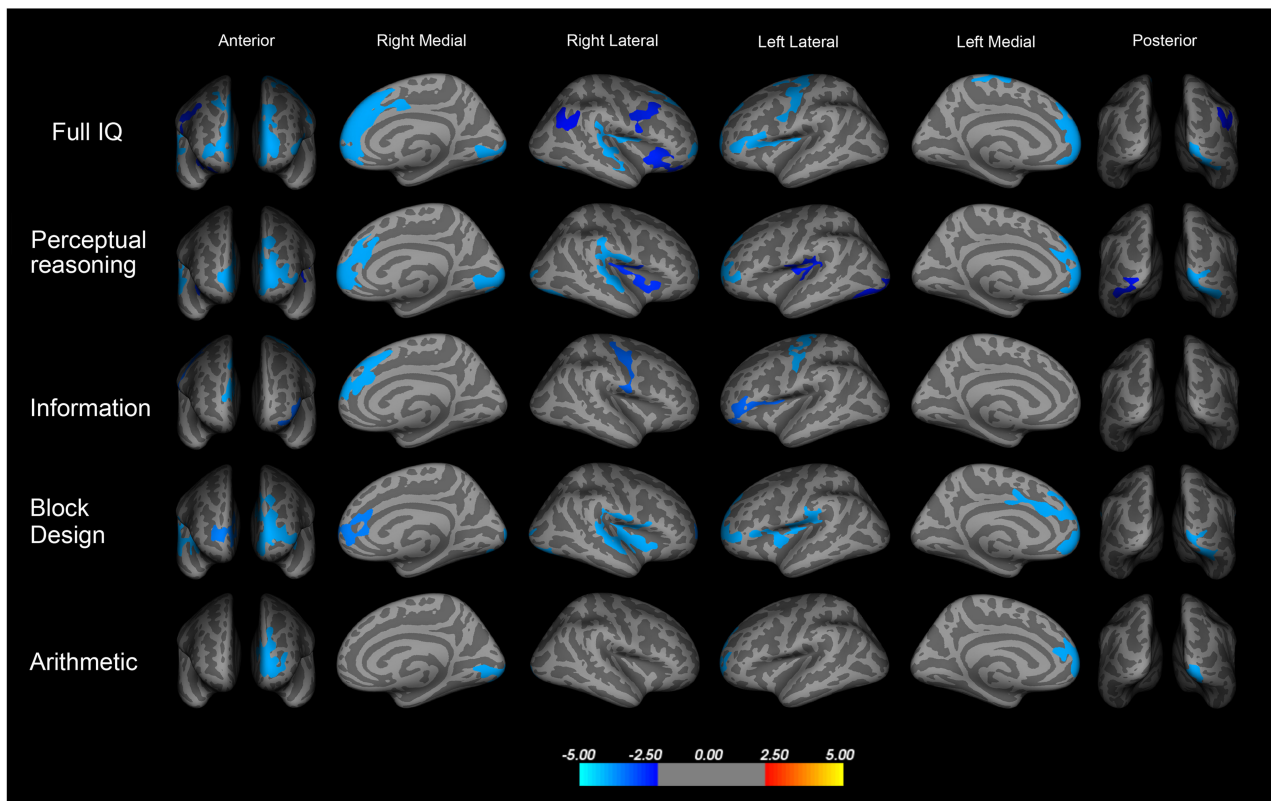 Anterior Right Medial Right Lateral Left Lateral Left Medial Posterior
Full IQ
Perceptual
reasoning
Information
Block
Design
Arithmetic
-5.00 -2.50 0.00 2.50 5.00